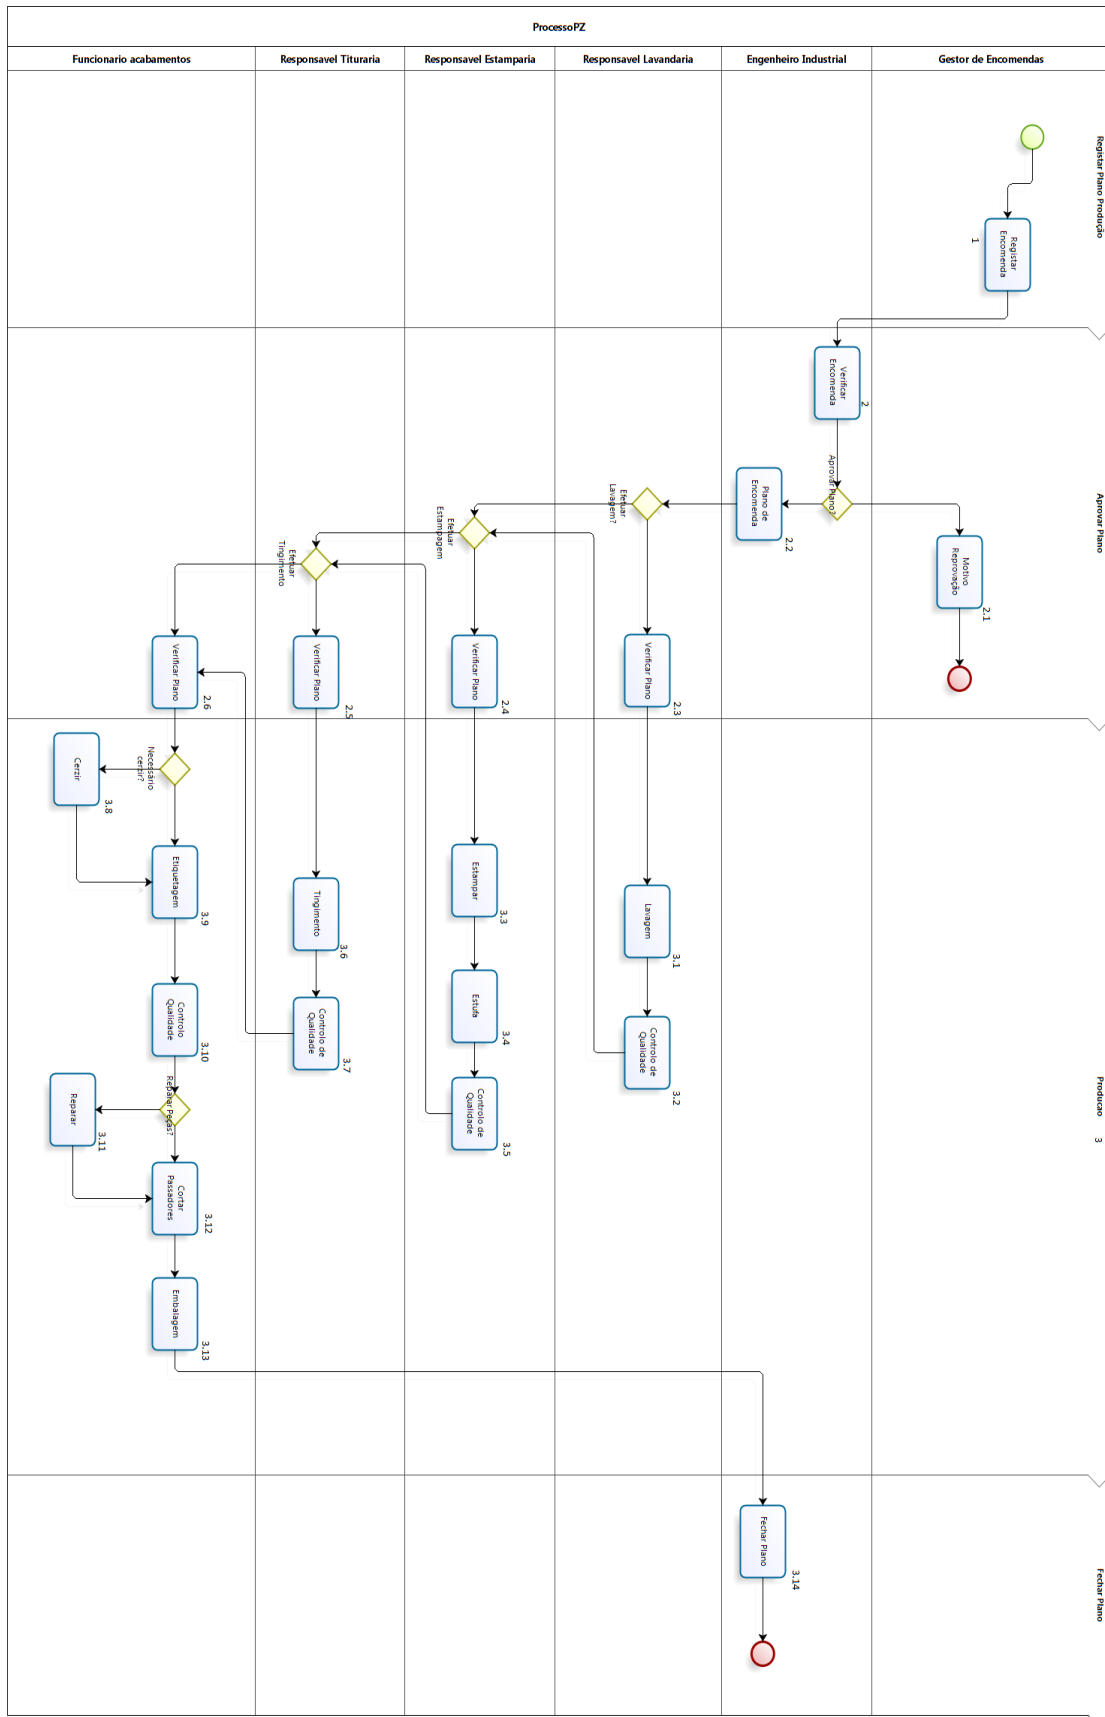 ProcessoPZ
Funcionario acabamentos
Responsavel Tituraria
Responsavel Estamparia
Responsavel Lavandaria
Engenheiro Industrial
Gestor de Encomendas
Registar Plano Produção
Registar
Encomenda
1
Aprovar Plano
Verificar
Encomenda
2
Aprovar Plano?
Motivo
Reprovação
2.1
Plano de
Encomenda
2.2
Efetuar
Lavagem?
Verificar Plano
2.3
Efetuar
Estampagem
Verificar Plano
2.4
Efetuar
Tingimento
Verificar Plano
2.5
Verificar Plano
2.6
Producao
3
Lavagem
3.1
Controlo de
Qualidade
3.2
Estampar
3.3
Estufa
3.4
Controlo de
Qualidade
3.5
Tingimento
3.6
Controlo de
Qualidade
3.7
Necessário
cerzir?
Cerzir
3.8
Etiquetagem
3.9
Controlo
Qualidade
3.10
Reparar Peças?
Reparar
3.11
Cortar
Passadores
3.12
Embalagem
3.13
Fechar Plano
Fechar Plano
3.14